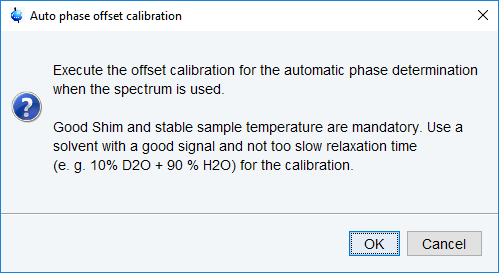 Auto phase offset calibration
Execute the offset calibration for the automatic phase determination
when the spectrum is used.
Good Shim and stable sample temperature are mandatory. Use a
solvent with a good signal and not too slow relaxation time
(e. g. 10% D2O + 90 % H2O) for the calibration.
OK
Cancel